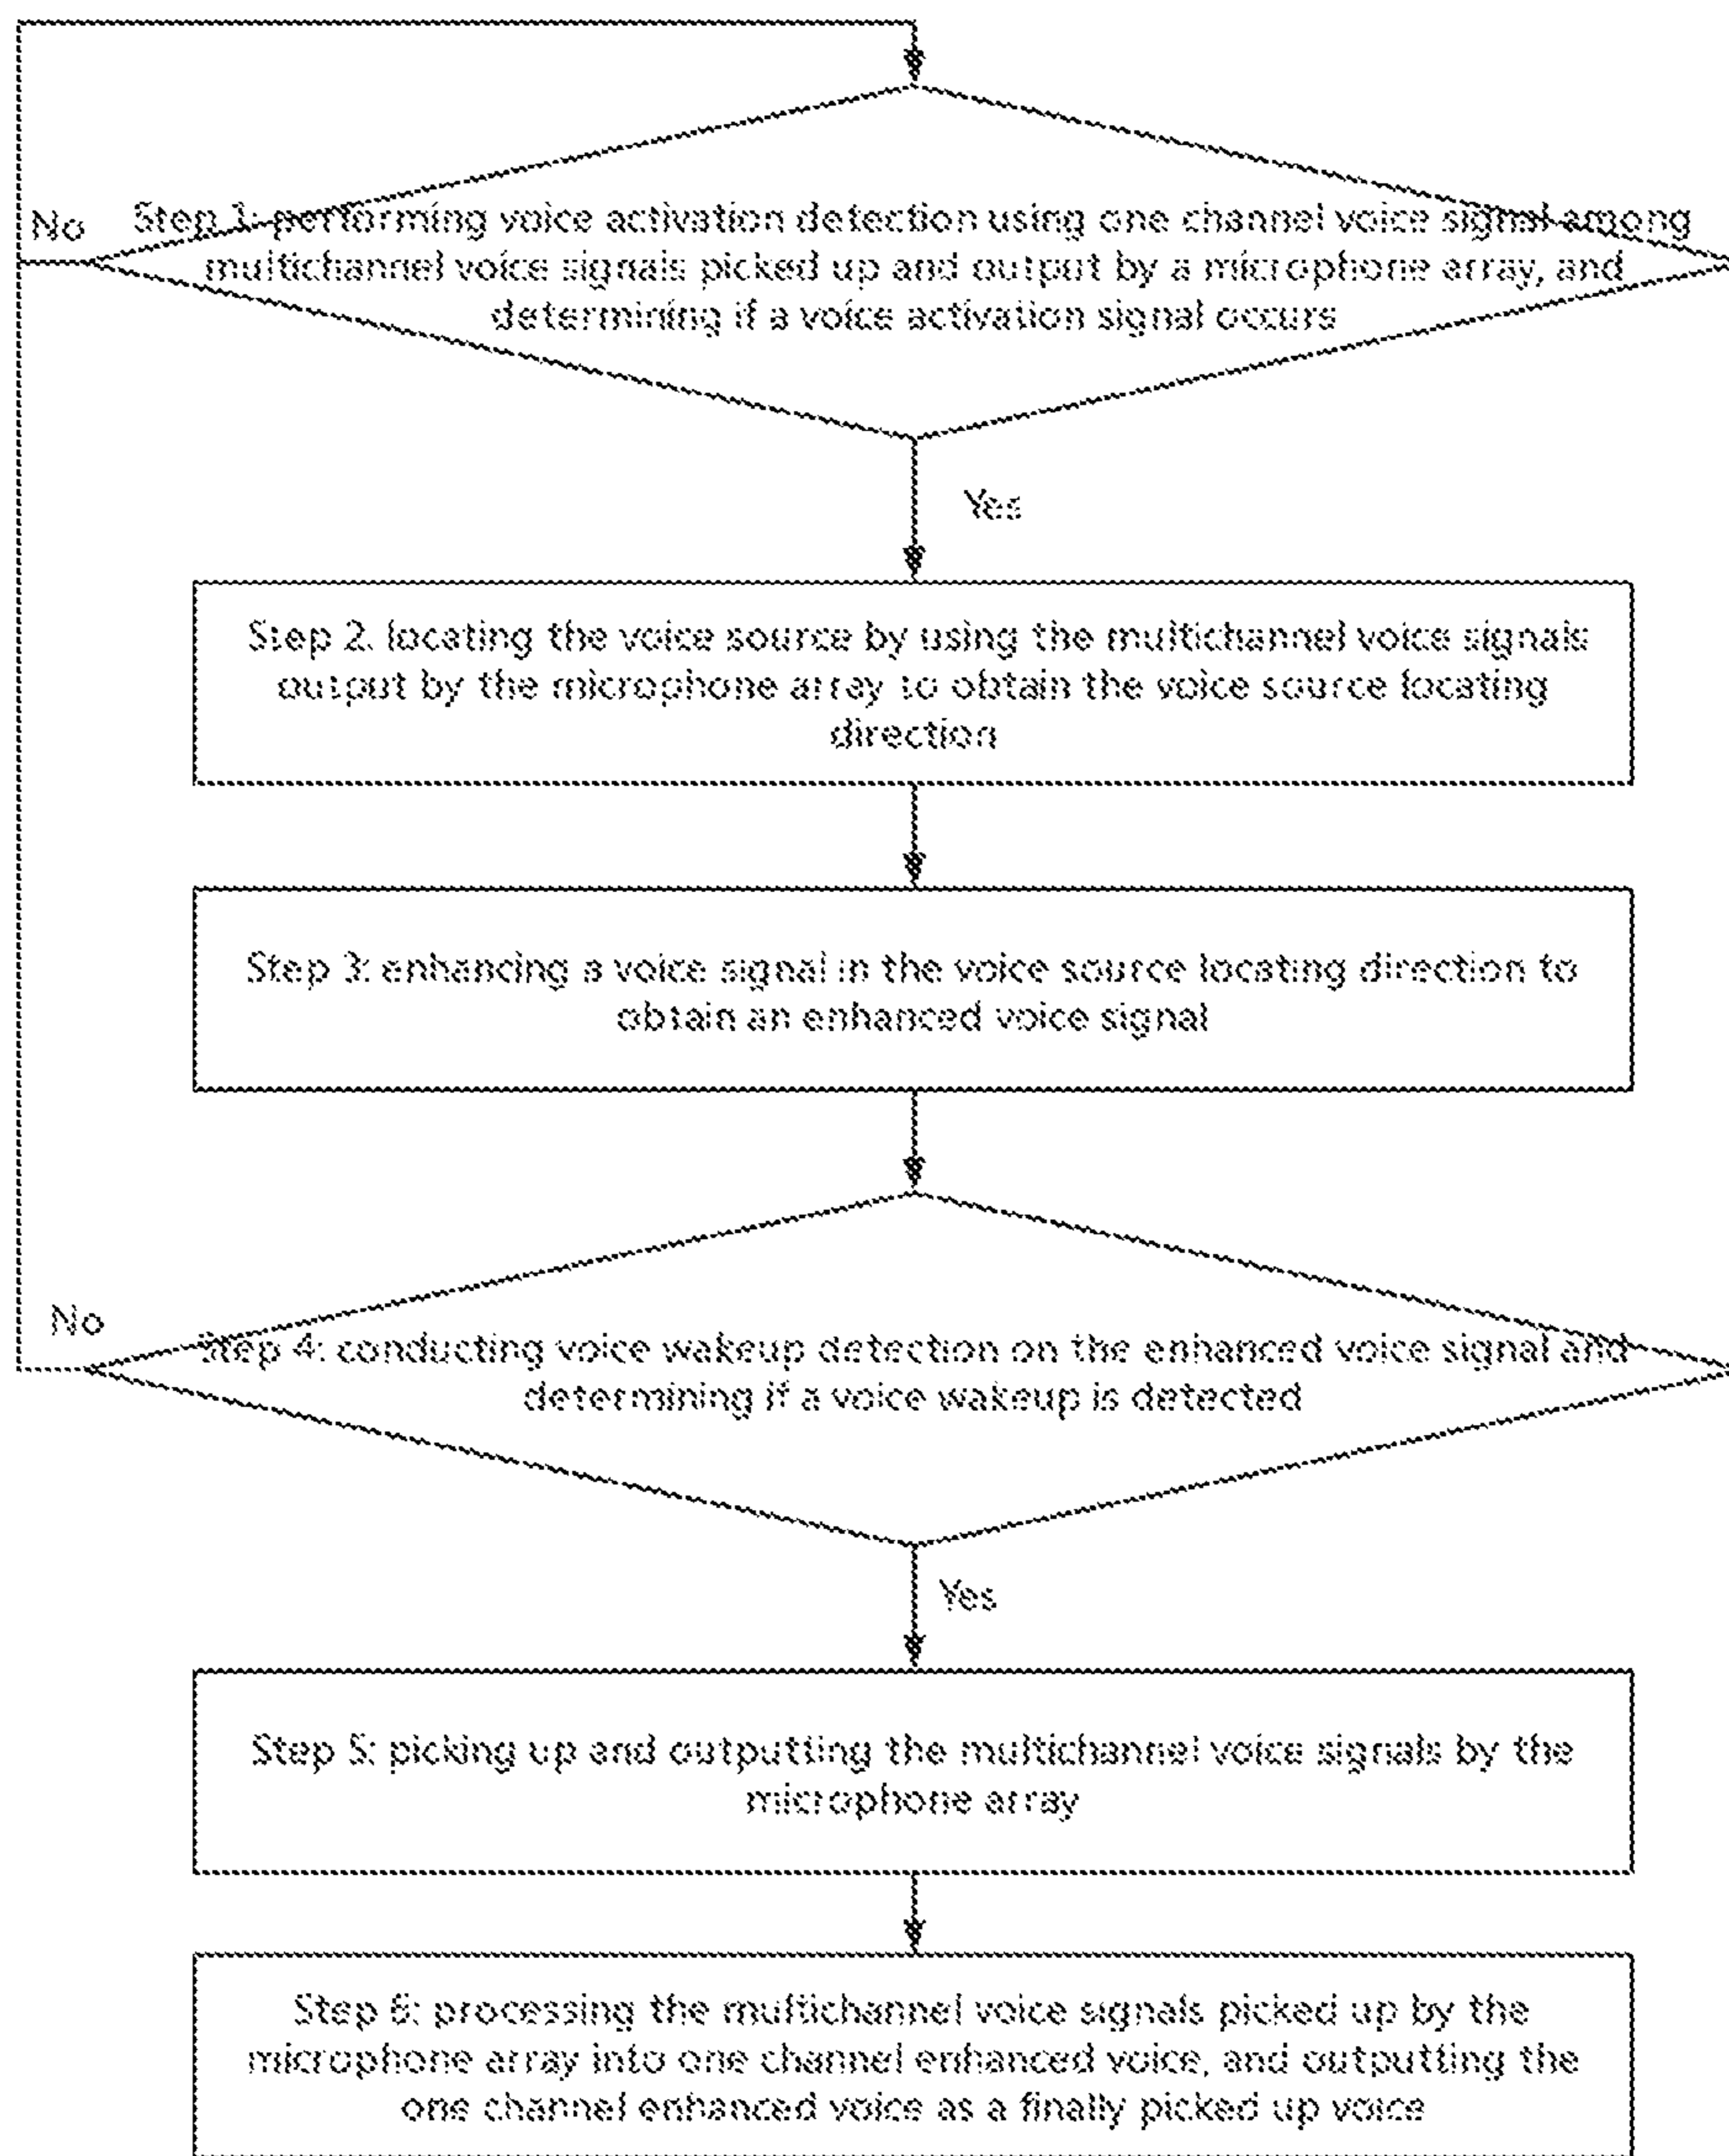 No
Step 1: performing voice activation detection using one channel voice signal among
multichannel voice signals picked up and output by a microphone array, and
determining if a voice activation signal occurs
Yes
Step 2. locating the voice source by using the multichannel voice signals
output by the microphone array to obtain the voice source locating
direction
Step 3: enhancing a voice signal in the voice source locating direction to
obtain an enhanced voice signal
No
Step 4: conducting voice wakeup detection on the enhanced voice signal and
determining if a voice wakeup is detected
Yes
Step 5: picking up and outputting the multichannel voice signals by the
microphone array
Step 6: processing the multichannel voice signals picked up by the
microphone array into one channel enhanced voice, and outputting the
one channel enhanced voice as a finally picked up voice